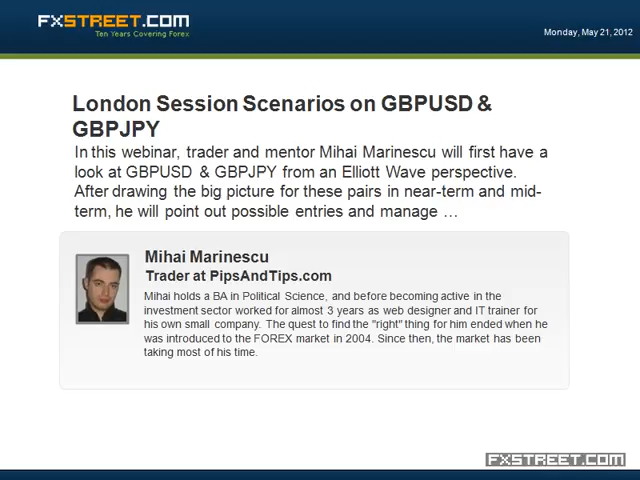 FXSTREET.COM
Ten Years Covering Forex
Monday, May 21, 2012
London Session Scenarios on GBPUSD &
GBPJPY
In this webinar, trader and mentor Mihai Marinescu will first have a
look at GBPUSD & GBPJPY from an Elliott Wave perspective.
After drawing the big picture for these pairs in near-term and mid-
term, he will point out possible entries and manage …
Mihai Marinescu
Trader at PipsAndTips.com
Mihai holds a BA in Political Science, and before becoming active in the
investment sector worked for almost 3 years as web designer and IT trainer for
his own small company. The quest to find the "right" thing for him ended when he
was introduced to the FOREX market in 2004. Since then, the market has been
taking most of his time.
FXSTREET.COM